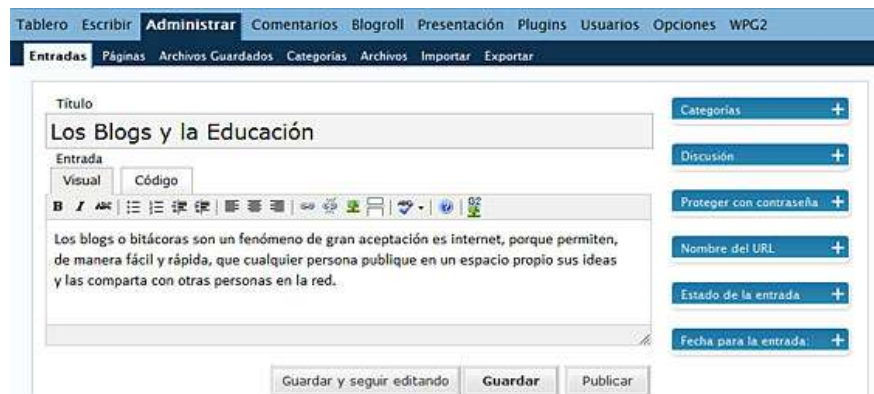 Tablero Escribir Administrar Comentarios Blogroll Presentación Plugins Usuarios Opciones WPG2
Entradas Páginas Archivos Guardados Categorías Archivos Importar Exportar
Título
Los Blogs y la Educación
Entrada
Visual Código
B I ABC
Los blogs o bitácoras son un fenómeno de gran aceptación es internet, porque permiten,
de manera fácil y rápida, que cualquier persona publique en un espacio propio sus ideas
y las comparta con otras personas en la red.
Guardar y seguir editando Guardar Publicar
Categorías +
Discusión +
Proteger con contraseña +
Nombre del URL +
Estado de la entrada +
Fecha para la entrada: +